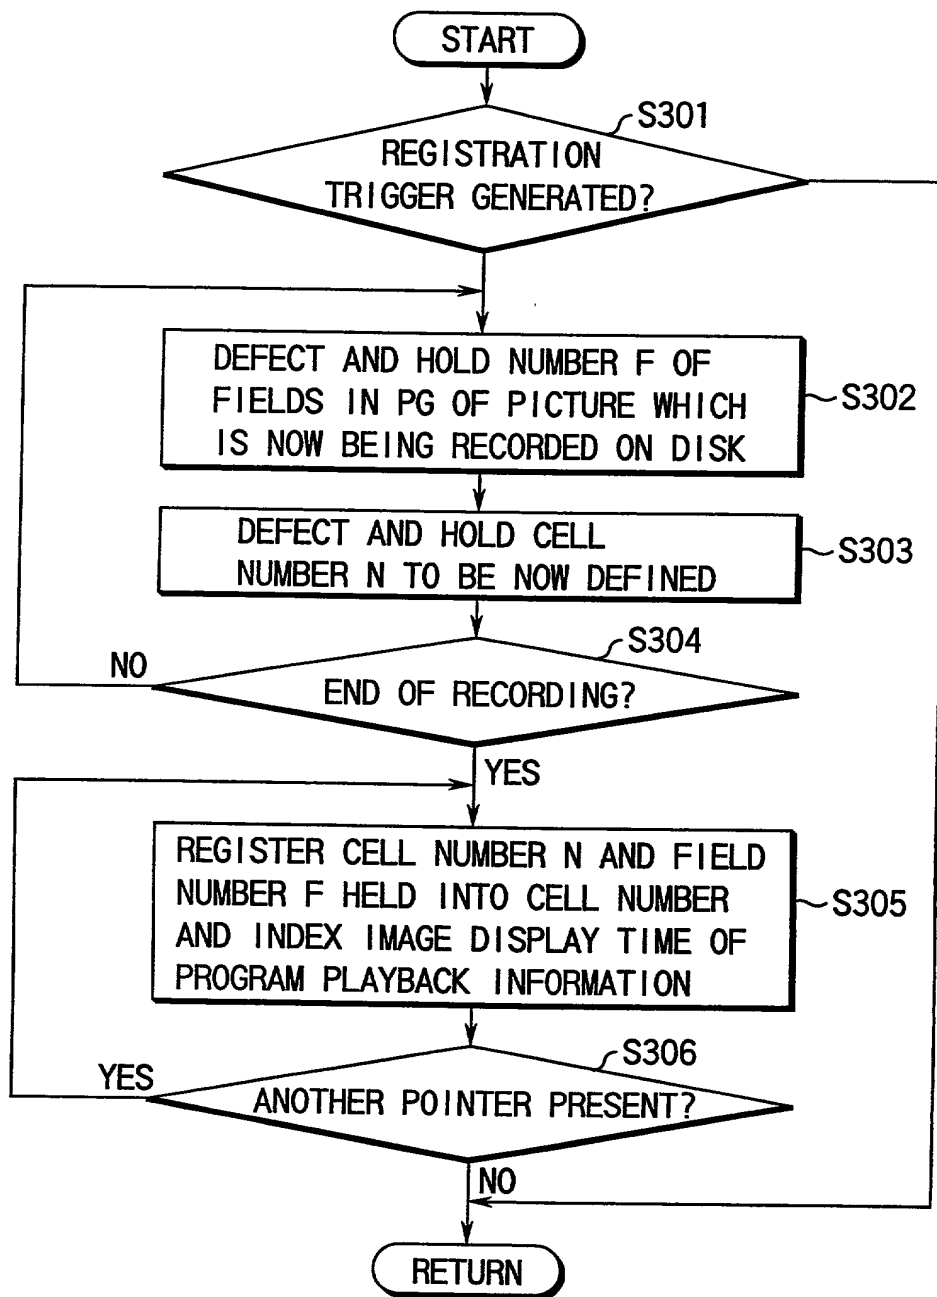 START
S301
REGISTRATION
TRIGGER GENERATED?
DEFECT AND HOLD NUMBER F OF
FIELDS IN PG OF PICTURE WHICH
IS NOW BEING RECORDED ON DISK
S302
DEFECT AND HOLD CELL
NUMBER N TO BE NOW DEFINED
S303
S304
NO
END OF RECORDING?
YES
REGISTER CELL NUMBER N AND FIELD
NUMBER F HELD INTO CELL NUMBER
AND INDEX IMAGE DISPLAY TIME OF
PROGRAM PLAYBACK INFORMATION
S305
S306
YES
ANOTHER POINTER PRESENT?
NO
RETURN